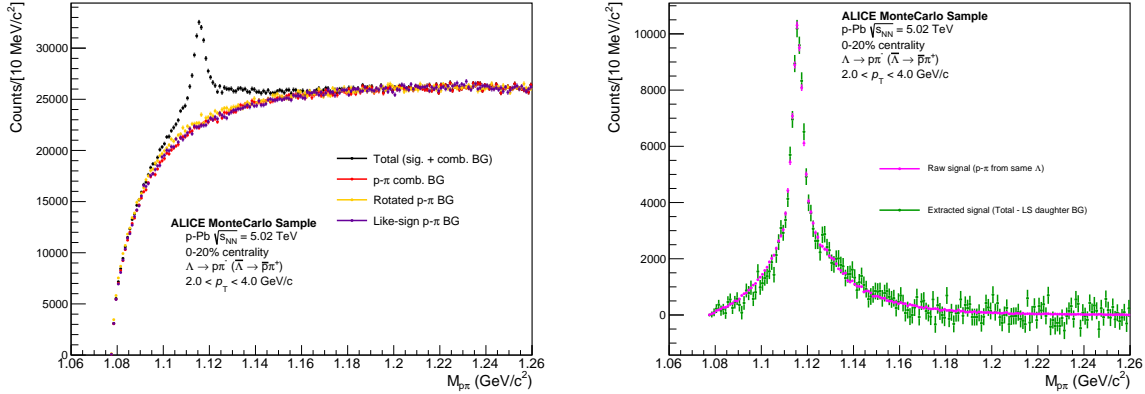 Counts/[10 MeV/c²]
30000
25000
20000
15000
10000
5000
0
1.06 1.08 1.1 1.12 1.14 1.16 1.18 1.2 1.22 1.24 1.26
M_pπ (GeV/c²)
Total (sig. + comb. BG)
p-π comb. BG
Rotated p-π BG
Like-sign p-π BG
ALICE MonteCarlo Sample
p-Pb √s_NN = 5.02 TeV
0-20% centrality
Λ → pπ⁻ (Λ̅ → p̅π⁺)
2.0 < p_T < 4.0 GeV/c
Counts/[10 MeV/c²]
10000
8000
6000
4000
2000
0
1.06 1.08 1.1 1.12 1.14 1.16 1.18 1.2 1.22 1.24 1.26
M_pπ (GeV/c²)
ALICE MonteCarlo Sample
p-Pb √s_NN = 5.02 TeV
0-20% centrality
Λ → pπ⁻ (Λ̅ → p̅π⁺)
2.0 < p_T < 4.0 GeV/c
Raw signal (p-π from same Λ)
Extracted signal (Total - LS daughter BG)